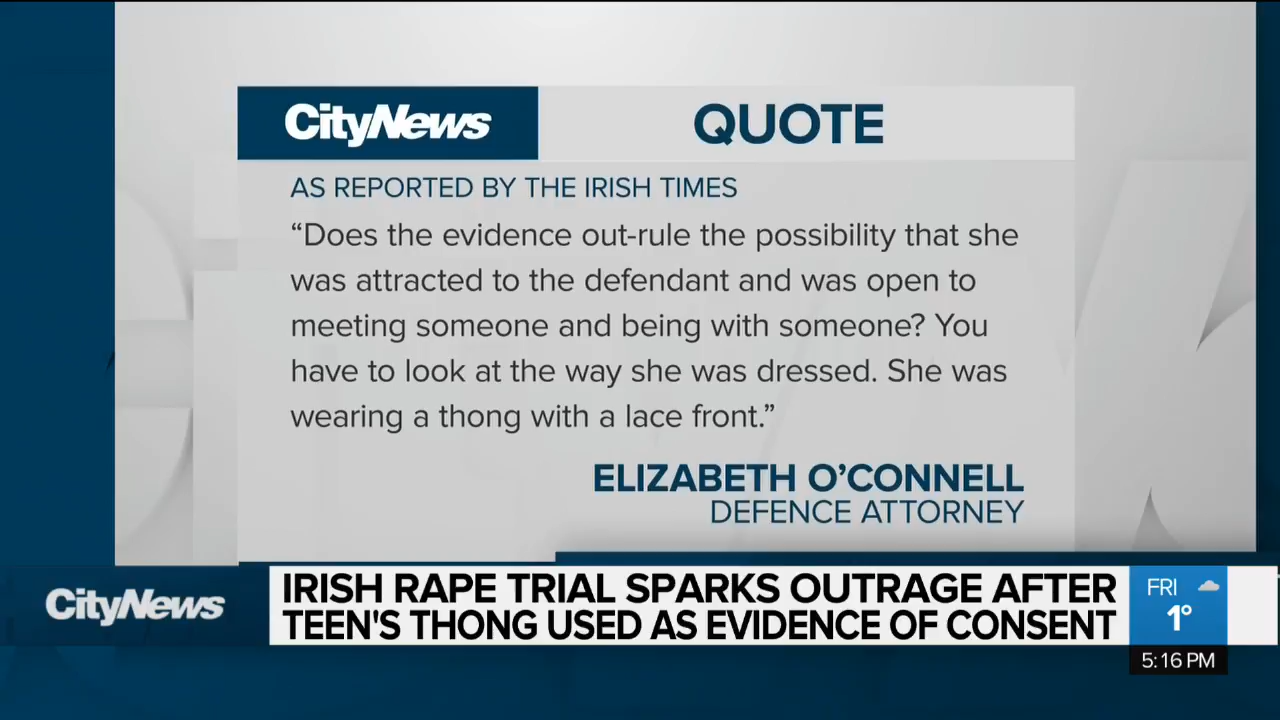 CityNews
QUOTE
AS REPORTED BY THE IRISH TIMES
“Does the evidence out-rule the possibility that she
was attracted to the defendant and was open to
meeting someone and being with someone? You
have to look at the way she was dressed. She was
wearing a thong with a lace front.”
ELIZABETH O’CONNELL
DEFENCE ATTORNEY
CityNews
IRISH RAPE TRIAL SPARKS OUTRAGE AFTER
TEEN'S THONG USED AS EVIDENCE OF CONSENT
FRI
1°
5:16 PM